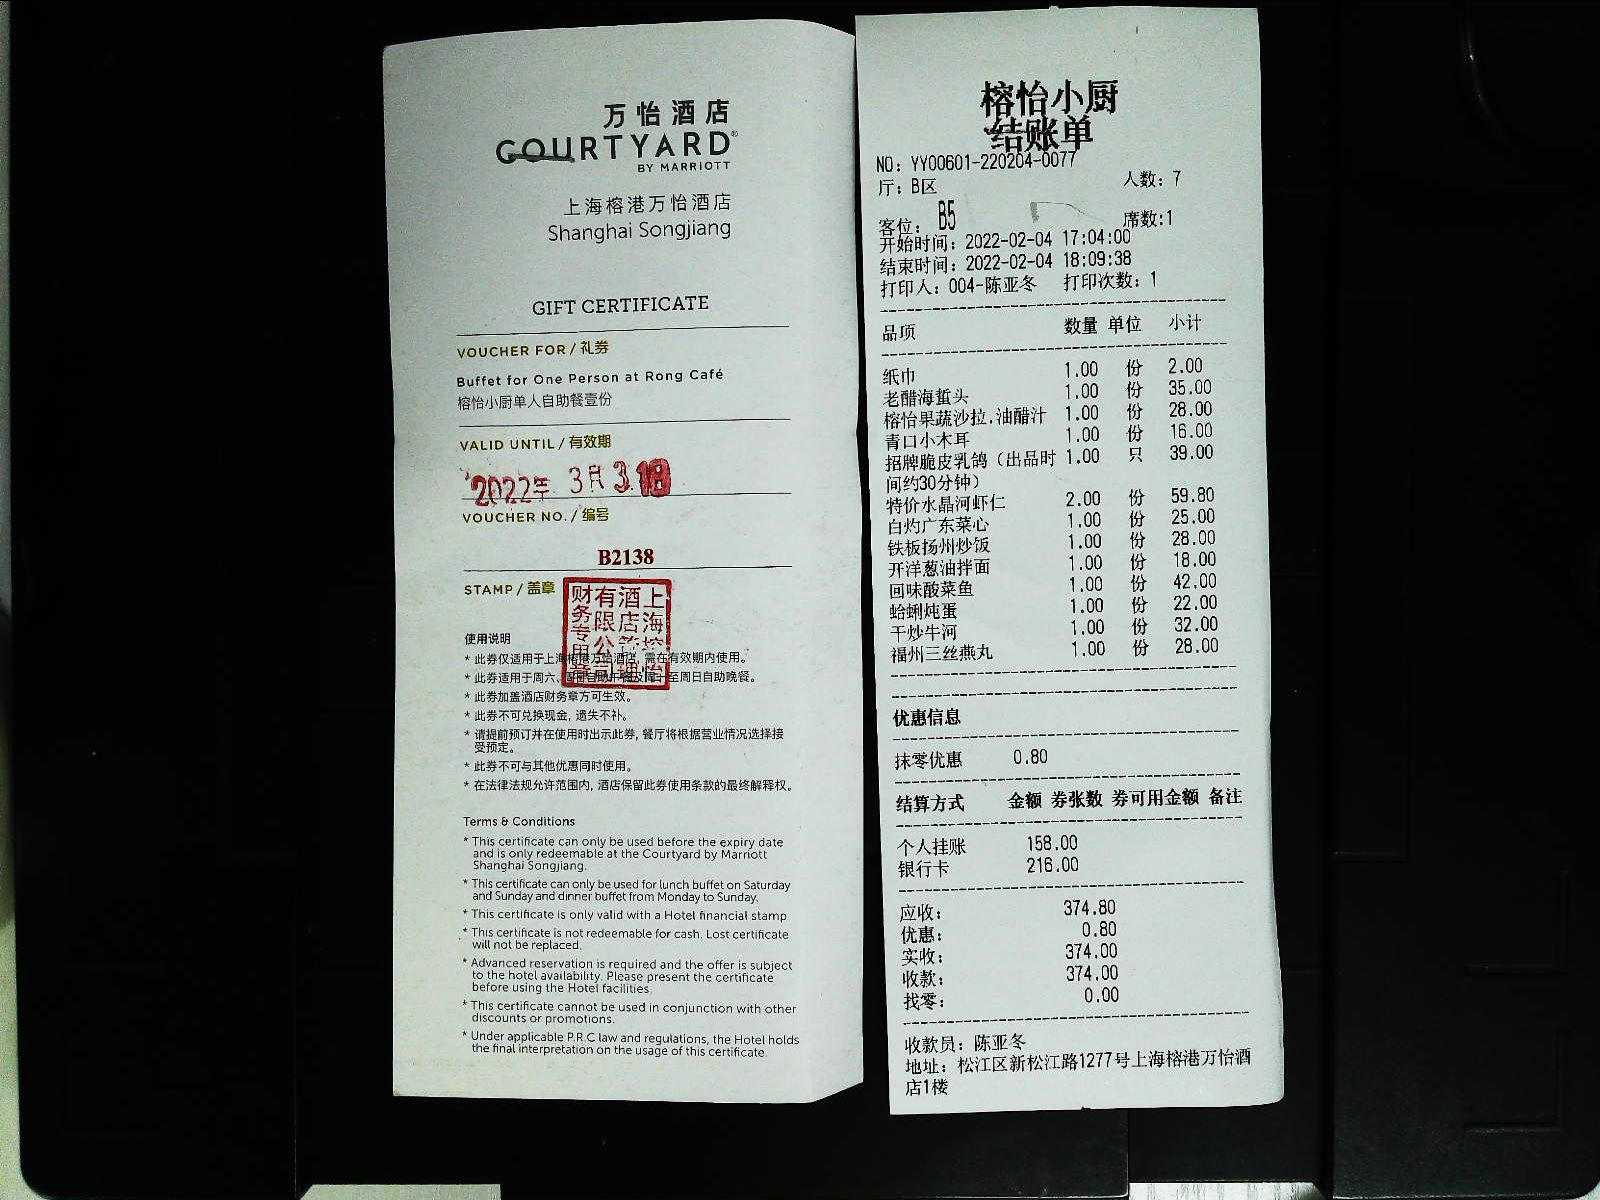 万怡酒店
COURTYARD®
BY MARRIOTT
上海榕港万怡酒店
Shanghai Songjiang
GIFT CERTIFICATE
VOUCHER FOR / 礼券
Buffet for One Person at Rong Café
榕怡小厨单人自助餐壹份
VALID UNTIL / 有效期
2022年 3月
VOUCHER NO. / 编号
B2138
STAMP / 盖章
上海榕怡
酒店管理
有限公司
财务专用章
使用说明
* 此券仅适用于上海榕港万怡酒店, 需在有效期内使用。
* 此券适用于周六、周日自助午餐及周一至周日自助晚餐。
* 此券加盖酒店财务章方可生效。
* 此券不可兑换现金, 遗失不补。
* 请提前预订并在使用时出示此券, 餐厅将根据营业情况选择接
受预定。
* 此券不可与其他优惠同时使用。
* 在法律法规允许范围内, 酒店保留此券使用条款的最终解释权。
Terms & Conditions
* This certificate can only be used before the expiry date
and is only redeemable at the Courtyard by Marriott
Shanghai Songjiang.
* This certificate can only be used for lunch buffet on Saturday
and Sunday and dinner buffet from Monday to Sunday.
* This certificate is only valid with a Hotel financial stamp
* This certificate is not redeemable for cash. Lost certificate
will not be replaced.
* Advanced reservation is required and the offer is subject
to the hotel availability. Please present the certificate
before using the Hotel facilities.
* This certificate cannot be used in conjunction with other
discounts or promotions.
* Under applicable P.R.C law and regulations, the Hotel holds
the final interpretation on the usage of this certificate.
榕怡小厨
结账单
NO: YY00601-220204-0077
厅: B区 人数: 7
客位: B5 席数:1
开始时间: 2022-02-04 17:04:00
结束时间: 2022-02-04 18:09:38
打印人: 004-陈亚冬 打印次数: 1
品项 数量 单位 小计
纸巾 1.00 份 2.00
老醋海蜇头 1.00 份 35.00
榕怡果蔬沙拉.油醋汁 1.00 份 28.00
青口小木耳 1.00 份 16.00
招牌脆皮乳鸽（出品时 1.00 只 39.00
间约30分钟）
特价水晶河虾仁 2.00 份 59.80
白灼广东菜心 1.00 份 25.00
铁板扬州炒饭 1.00 份 28.00
开洋葱油拌面 1.00 份 18.00
回味酸菜鱼 1.00 份 42.00
蛤蜊炖蛋 1.00 份 22.00
干炒牛河 1.00 份 32.00
福州三丝燕丸 1.00 份 28.00
优惠信息
抹零优惠 0.80
结算方式 金额 券张数 券可用金额 备注
个人挂账 158.00
银行卡 216.00
应收: 374.80
优惠: 0.80
实收: 374.00
收款: 374.00
找零: 0.00
收款员: 陈亚冬
地址: 松江区新松江路1277号上海榕港万怡酒
店1楼